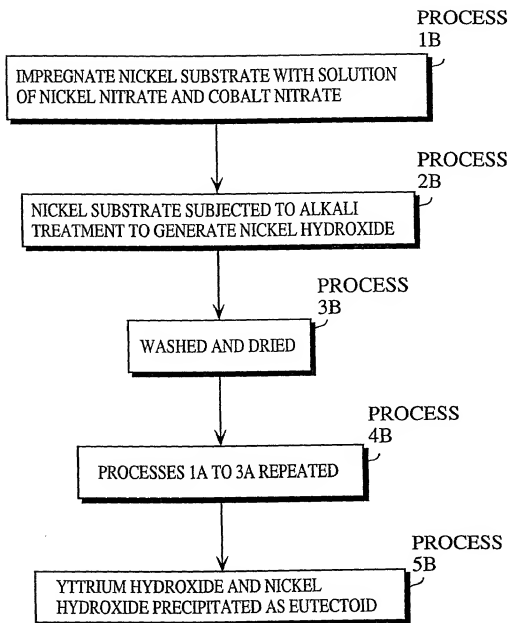 PROCESS
1B
IMPREGNATE NICKEL SUBSTRATE WITH SOLUTION
OF NICKEL NITRATE AND COBALT NITRATE
PROCESS
2B
NICKEL SUBSTRATE SUBJECTED TO ALKALI
TREATMENT TO GENERATE NICKEL HYDROXIDE
PROCESS
3B
WASHED AND DRIED
PROCESS
4B
PROCESSES 1A TO 3A REPEATED
PROCESS
5B
YTTRIUM HYDROXIDE AND NICKEL
HYDROXIDE PRECIPITATED AS EUTECTOID